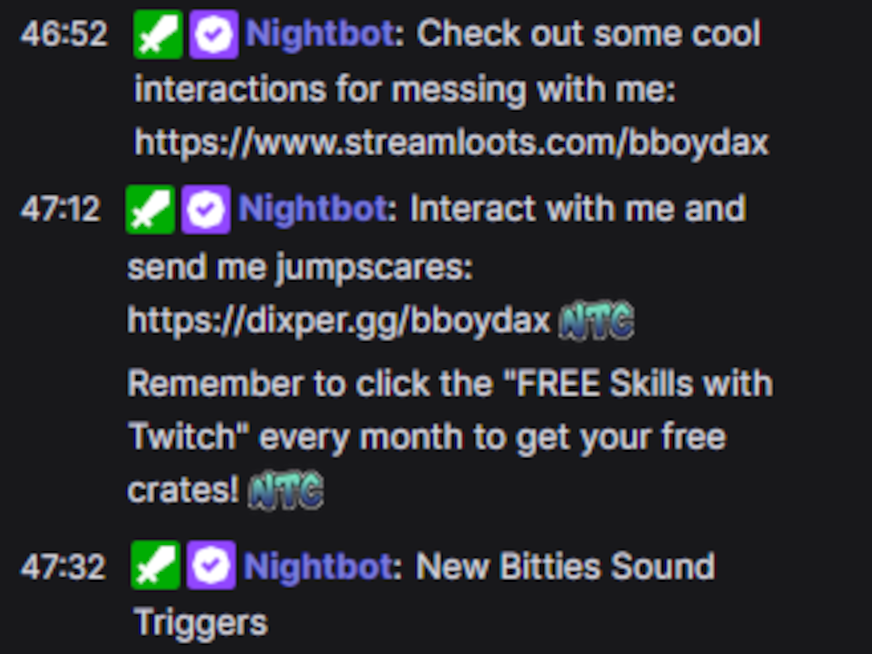 46:52 Nightbot: Check out some cool
interactions for messing with me:
https://www.streamloots.com/bboydax
47:12 Nightbot: Interact with me and
send me jumpscares:
https://dixper.gg/bboydax NTC
Remember to click the "FREE Skills with
Twitch" every month to get your free
crates! NTC
47:32 Nightbot: New Bitties Sound
Triggers